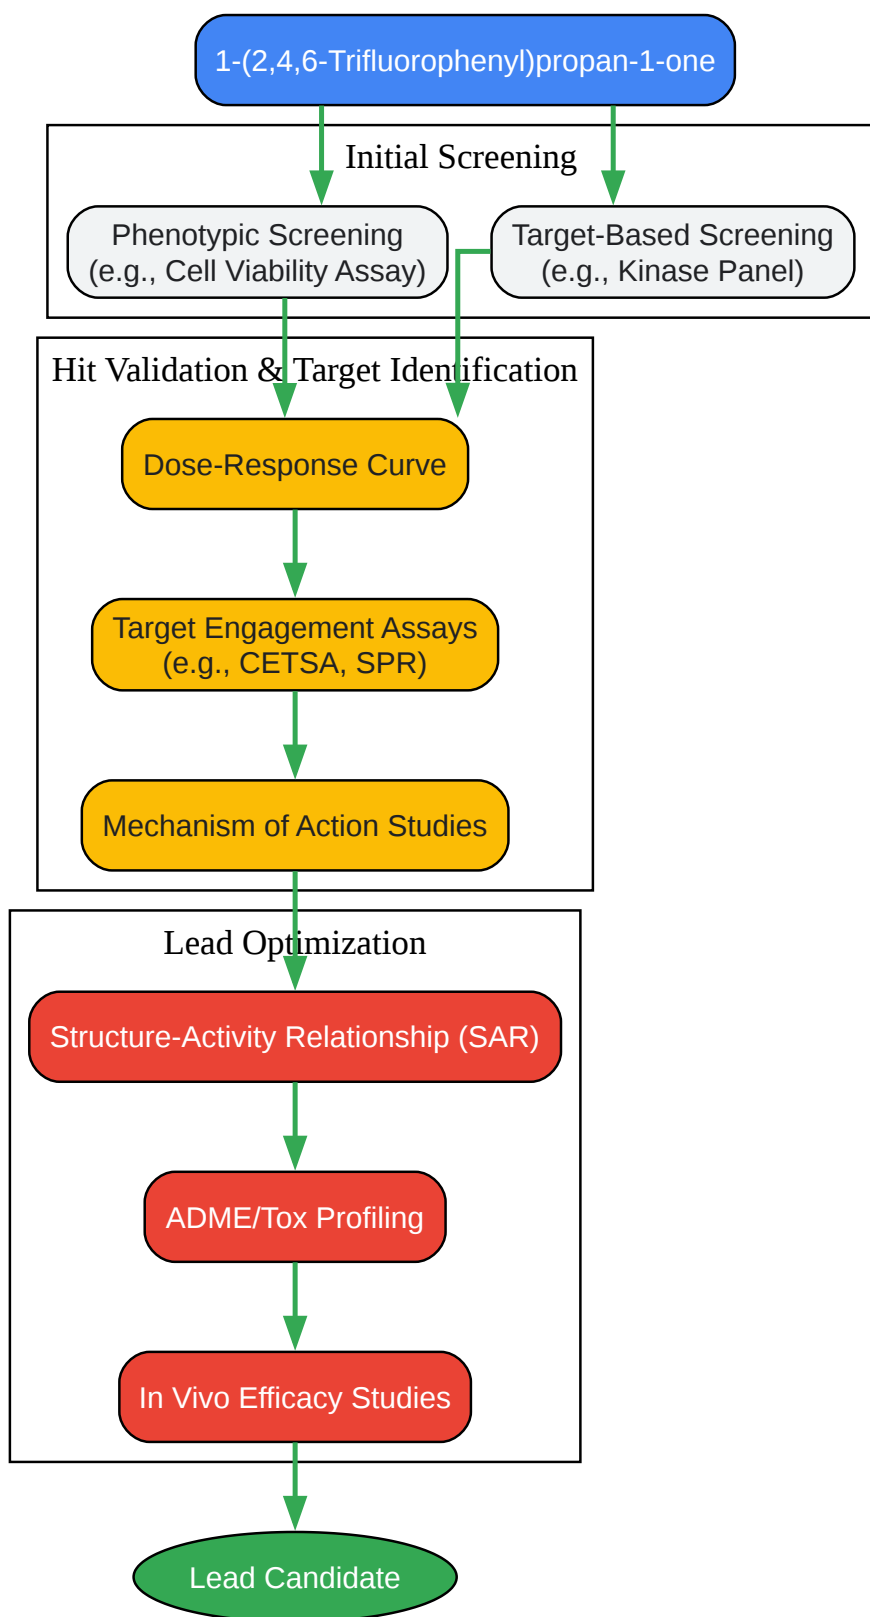 1-(2,4,6-Trifluorophenyl)propan-1-one
Initial Screening
Phenotypic Screening
(e.g., Cell Viability Assay)
Target-Based Screening
(e.g., Kinase Panel)
Hit Validation & Target Identification
Dose-Response Curve
Target Engagement Assays
(e.g., CETSA, SPR)
Mechanism of Action Studies
Lead Optimization
Structure-Activity Relationship (SAR)
ADME/Tox Profiling
In Vivo Efficacy Studies
Lead Candidate